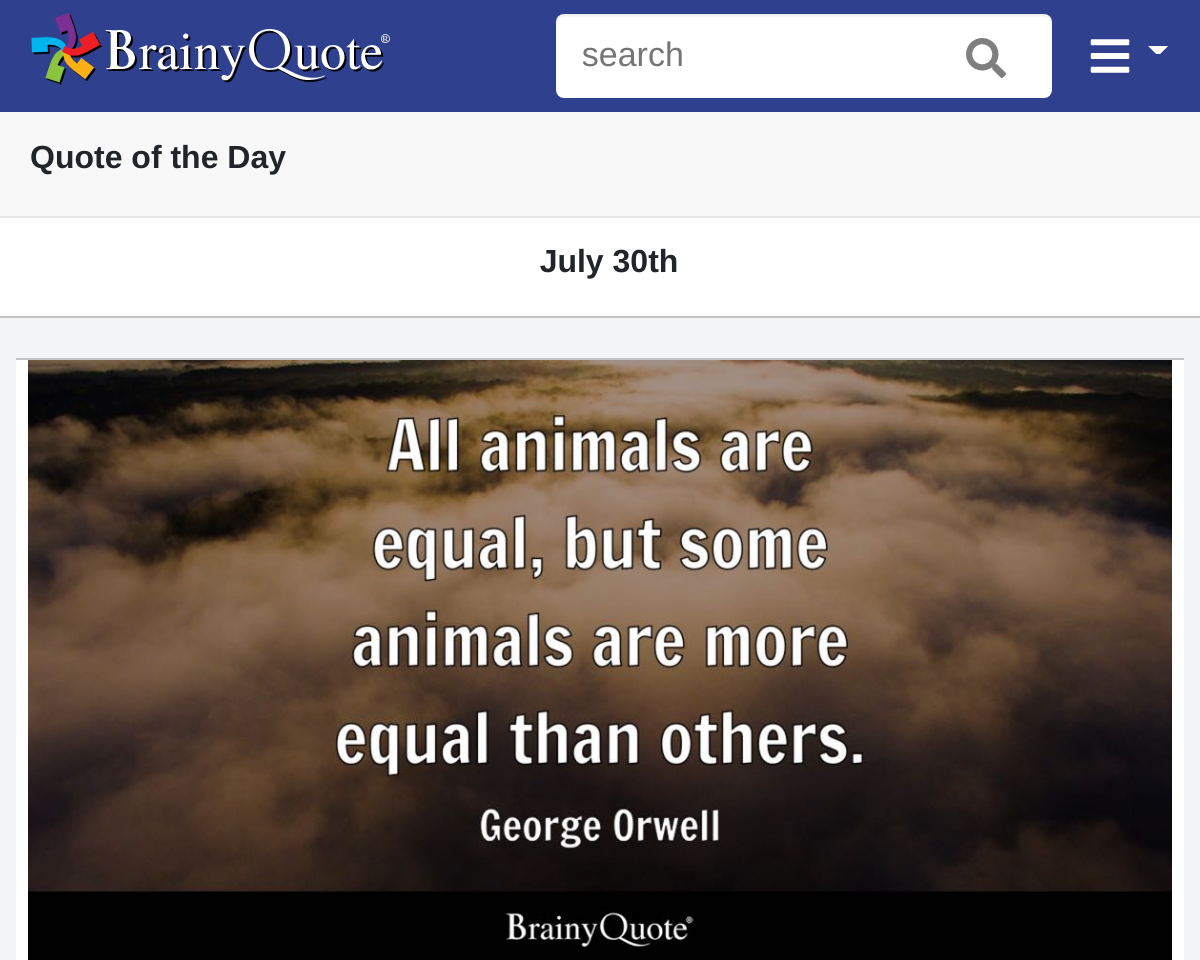 BrainyQuote®
search
Quote of the Day
July 30th
All animals are
equal, but some
animals are more
equal than others.
George Orwell
BrainyQuote®